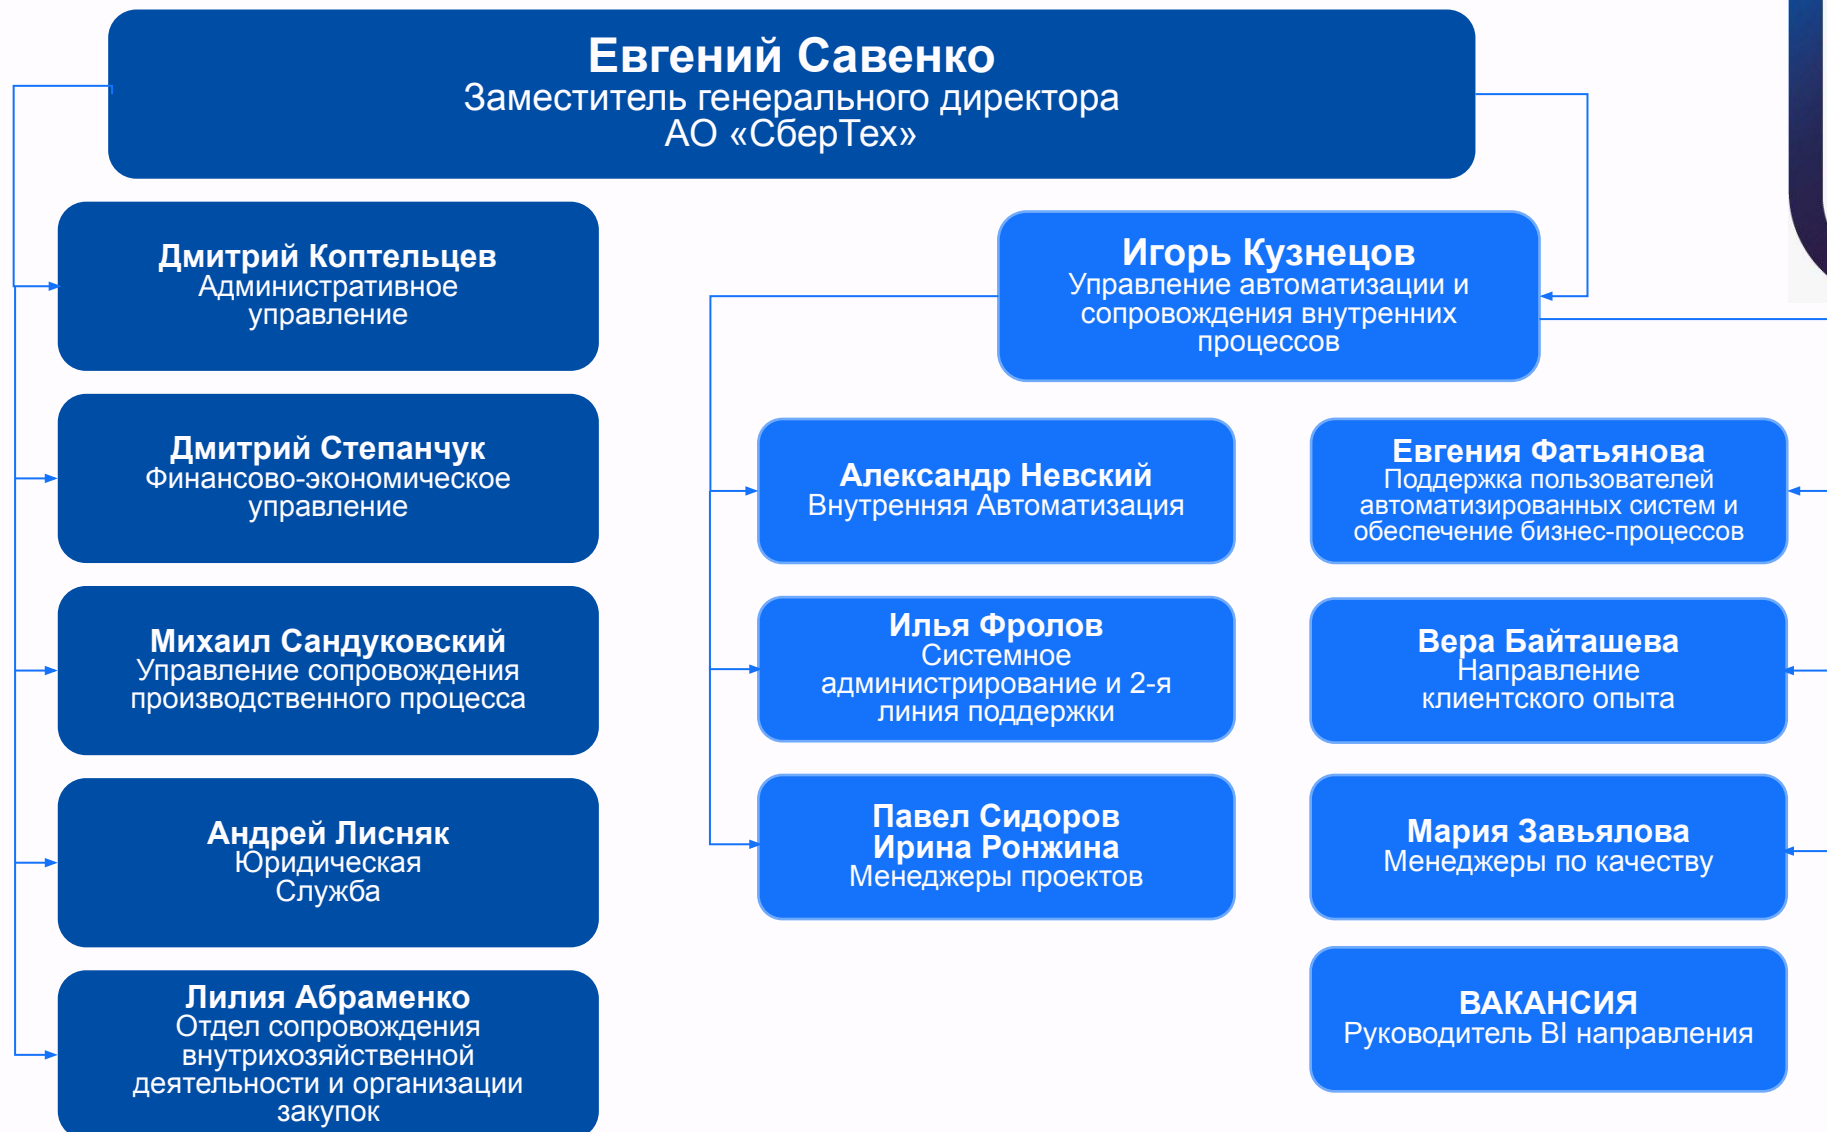 Евгений Савенко
Заместитель генерального директора
АО «СберТех»
Дмитрий Коптельцев
Административное
управление
Дмитрий Степанчук
Финансово-экономическое
управление
Михаил Сандуковский
Управление сопровождения
производственного процесса
Андрей Лисняк
Юридическая
Служба
Лилия Абраменко
Отдел сопровождения
внутрихозяйственной
деятельности и организации
закупок
Игорь Кузнецов
Управление автоматизации и
сопровождения внутренних
процессов
Александр Невский
Внутренняя Автоматизация
Илья Фролов
Системное
администрирование и 2-я
линия поддержки
Павел Сидоров
Ирина Ронжина
Менеджеры проектов
Евгения Фатьянова
Поддержка пользователей
автоматизированных систем и
обеспечение бизнес-процессов
Вера Байташева
Направление
клиентского опыта
Мария Завьялова
Менеджеры по качеству
ВАКАНСИЯ
Руководитель BI направления